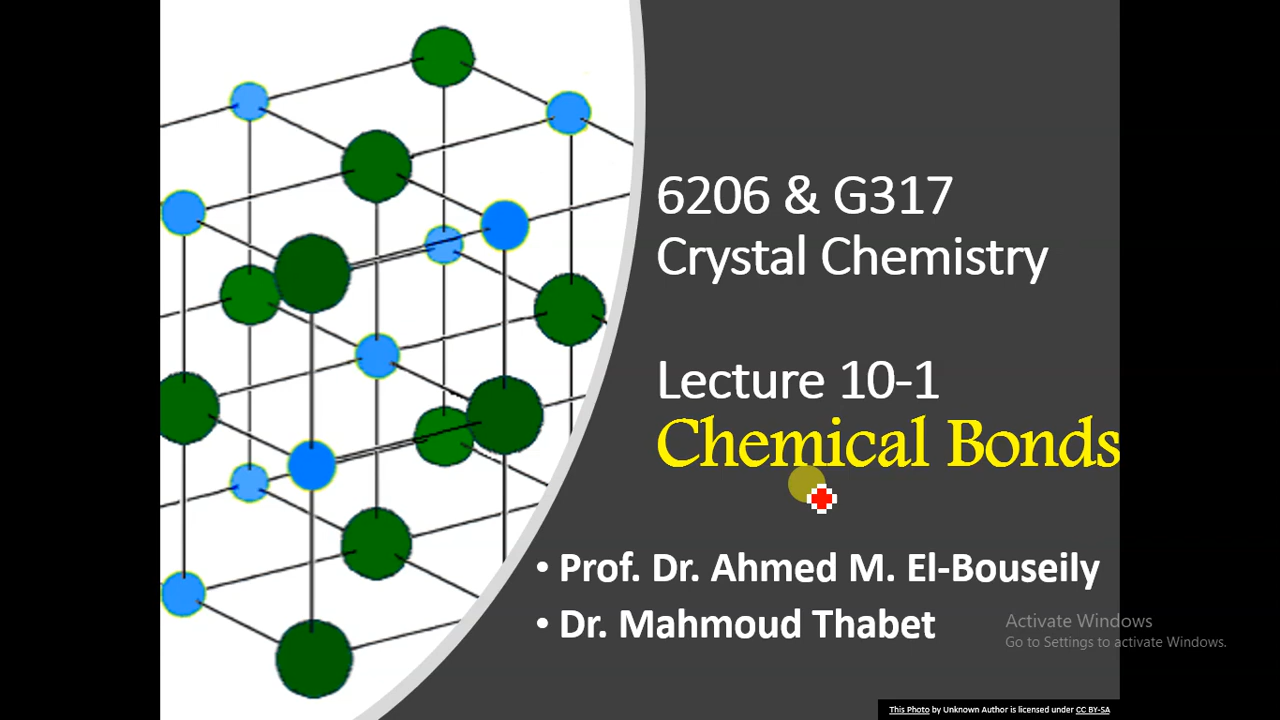 6206 & G317
Crystal Chemistry
Lecture 10-1
Chemical Bonds
• Prof. Dr. Ahmed M. El-Bouseily
• Dr. Mahmoud Thabet
Activate Windows
Go to Settings to activate Windows.
This Photo by Unknown Author is licensed under CC BY-SA